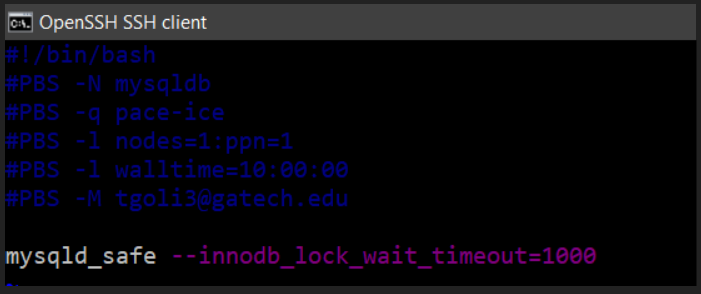 OpenSSH SSH client
#!/bin/bash
#PBS -N mysqldb
#PBS -q pace-ice
#PBS -l nodes=1:ppn=1
#PBS -l walltime=10:00:00
#PBS -M tgoli3@gatech.edu
mysqld_safe --innodb_lock_wait_timeout=1000